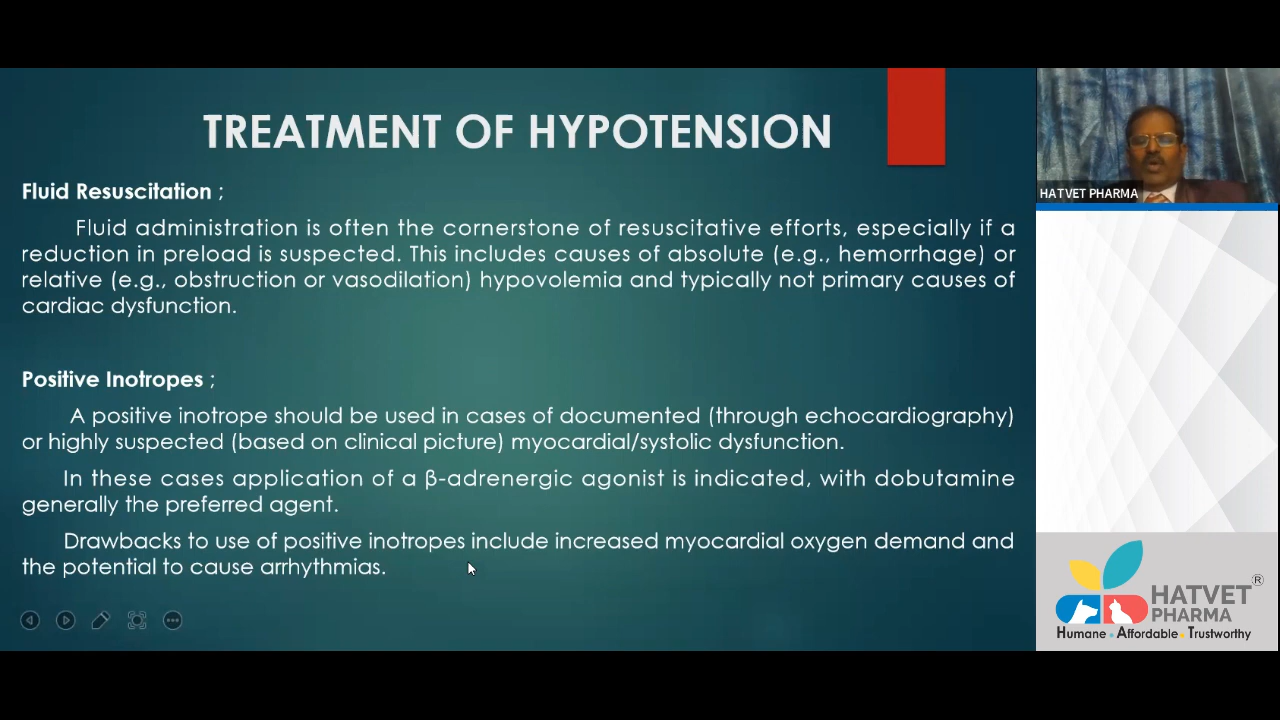 TREATMENT OF HYPOTENSION
Fluid Resuscitation ;
Fluid administration is often the cornerstone of resuscitative efforts, especially if a
reduction in preload is suspected. This includes causes of absolute (e.g., hemorrhage) or
relative (e.g., obstruction or vasodilation) hypovolemia and typically not primary causes of
cardiac dysfunction.
Positive Inotropes ;
A positive inotrope should be used in cases of documented (through echocardiography)
or highly suspected (based on clinical picture) myocardial/systolic dysfunction.
In these cases application of a β-adrenergic agonist is indicated, with dobutamine
generally the preferred agent.
Drawbacks to use of positive inotropes include increased myocardial oxygen demand and
the potential to cause arrhythmias.
HATVET PHARMA
HATVET ®
PHARMA
Humane • Affordable • Trustworthy